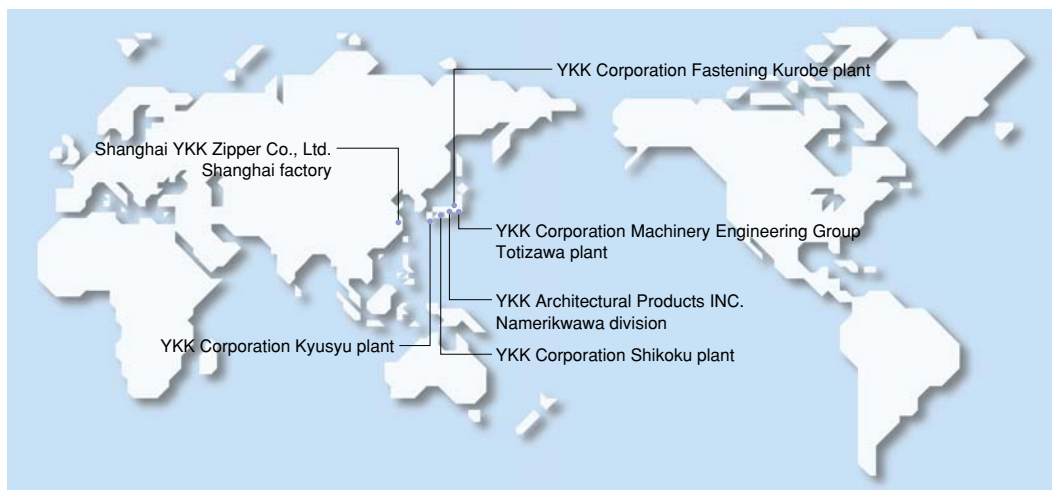 YKK Corporation Fastening Kurobe plant
Shanghai YKK Zipper Co., Ltd.
Shanghai factory
YKK Corporation Machinery Engineering Group
Totizawa plant
YKK Architectural Products INC.
Namerikwawa division
YKK Corporation Kyusyu plant
YKK Corporation Shikoku plant